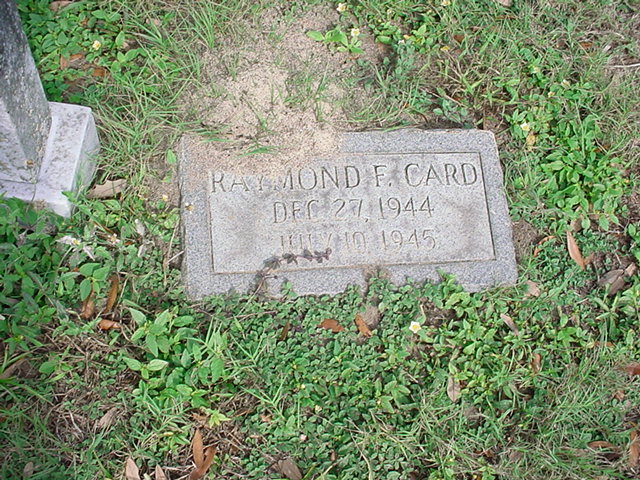 RAYMOND F. CARD
DEC 27, 1944
JULY 10 1945